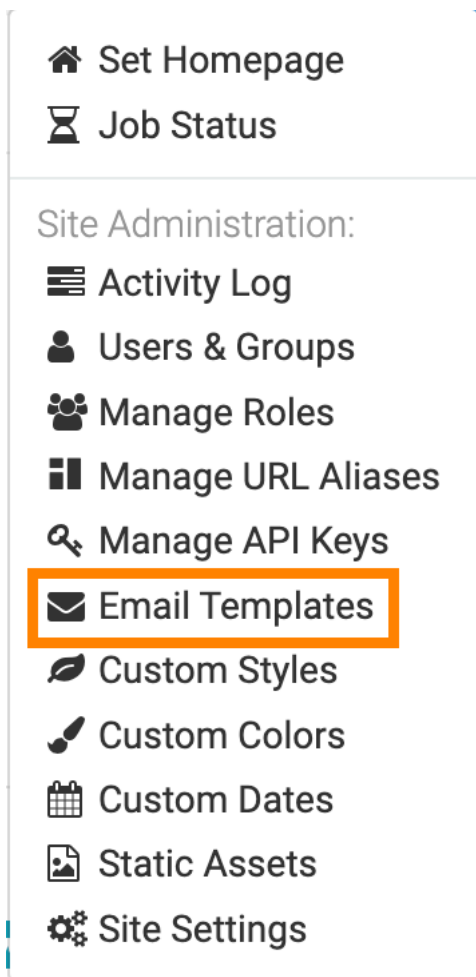 Set Homepage
Job Status
Site Administration:
Activity Log
Users & Groups
Manage Roles
Manage URL Aliases
Manage API Keys
Email Templates
Custom Styles
Custom Colors
Custom Dates
Static Assets
Site Settings